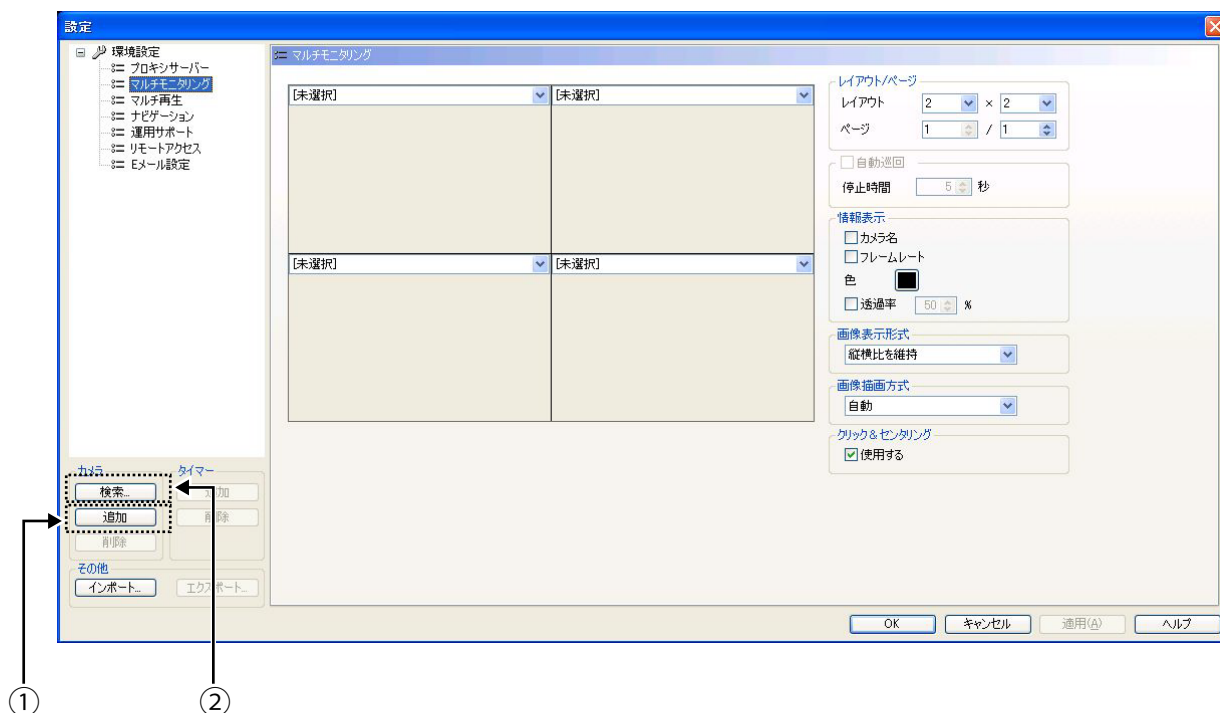 設定
環境設定
プロキシサーバー
マルチモニタリング
マルチ再生
ナビゲーション
運用サポート
リモートアクセス
Eメール設定
マルチモニタリング
[未選択] [未選択]
[未選択] [未選択]
レイアウト/ページ
レイアウト 2 × 2
ページ 1 / 1
自動巡回
停止時間 5 秒
情報表示
カメラ名
フレームレート
色
透過率 50 %
画像表示形式
縦横比を維持
画像描画方式
自動
クリック&センタリング
使用する
カメラ タイマー
検索... 追加
追加 削除
削除
その他
インポート... エクスポート...
OK キャンセル 適用(A) ヘルプ
① ②